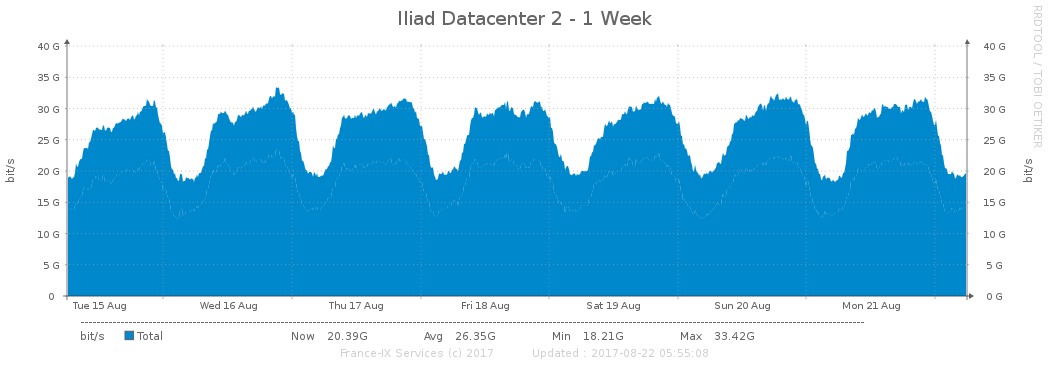 Iliad Datacenter 2 - 1 Week
RRDTOOL / TOBI OETIKER
40 G 40 G
35 G 35 G
30 G 30 G
25 G 25 G
20 G 20 G
15 G 15 G
10 G 10 G
5 G 5 G
0 0 G
bit/s bit/s
Tue 15 Aug Wed 16 Aug Thu 17 Aug Fri 18 Aug Sat 19 Aug Sun 20 Aug Mon 21 Aug
bit/s Total Now 20.39G Avg 26.35G Min 18.21G Max 33.42G
France-IX Services (c) 2017 Updated : 2017-08-22 05:55:08